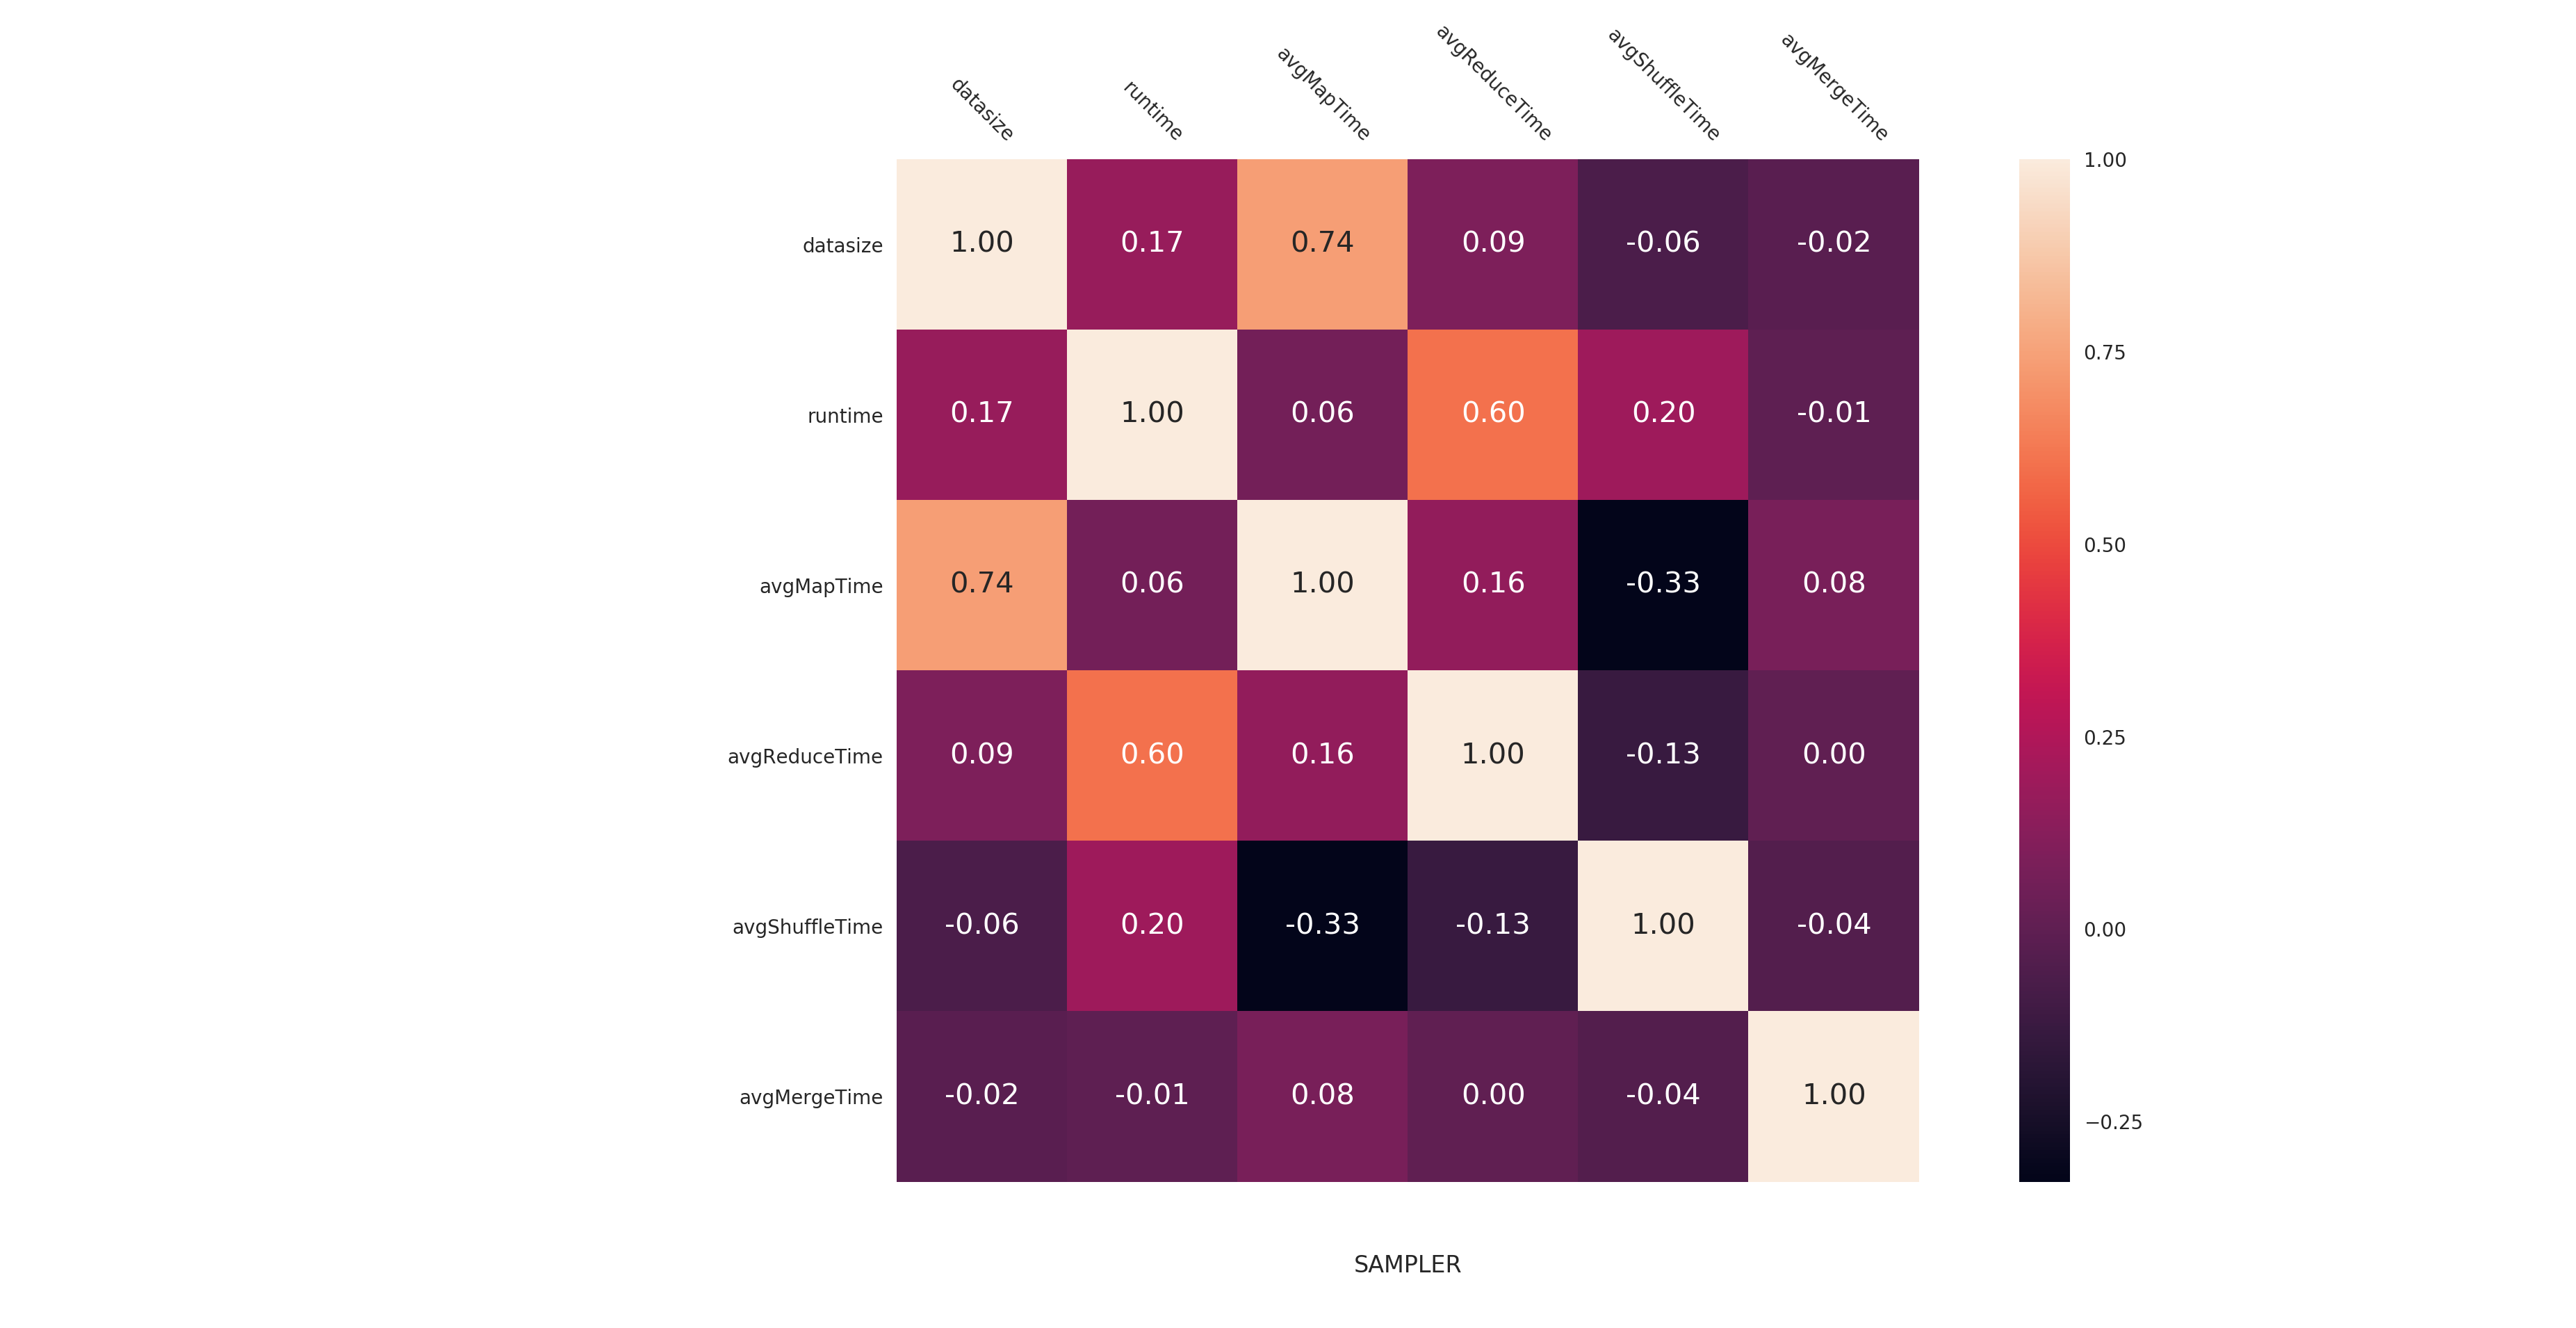 datasize runtime avgMapTime avgReduceTime avgShuffleTime avgMergeTime
datasize 1.00 0.17 0.74 0.09 -0.06 -0.02
runtime 0.17 1.00 0.06 0.60 0.20 -0.01
avgMapTime 0.74 0.06 1.00 0.16 -0.33 0.08
avgReduceTime 0.09 0.60 0.16 1.00 -0.13 0.00
avgShuffleTime -0.06 0.20 -0.33 -0.13 1.00 -0.04
avgMergeTime -0.02 -0.01 0.08 0.00 -0.04 1.00
1.00
0.75
0.50
0.25
0.00
−0.25
SAMPLER